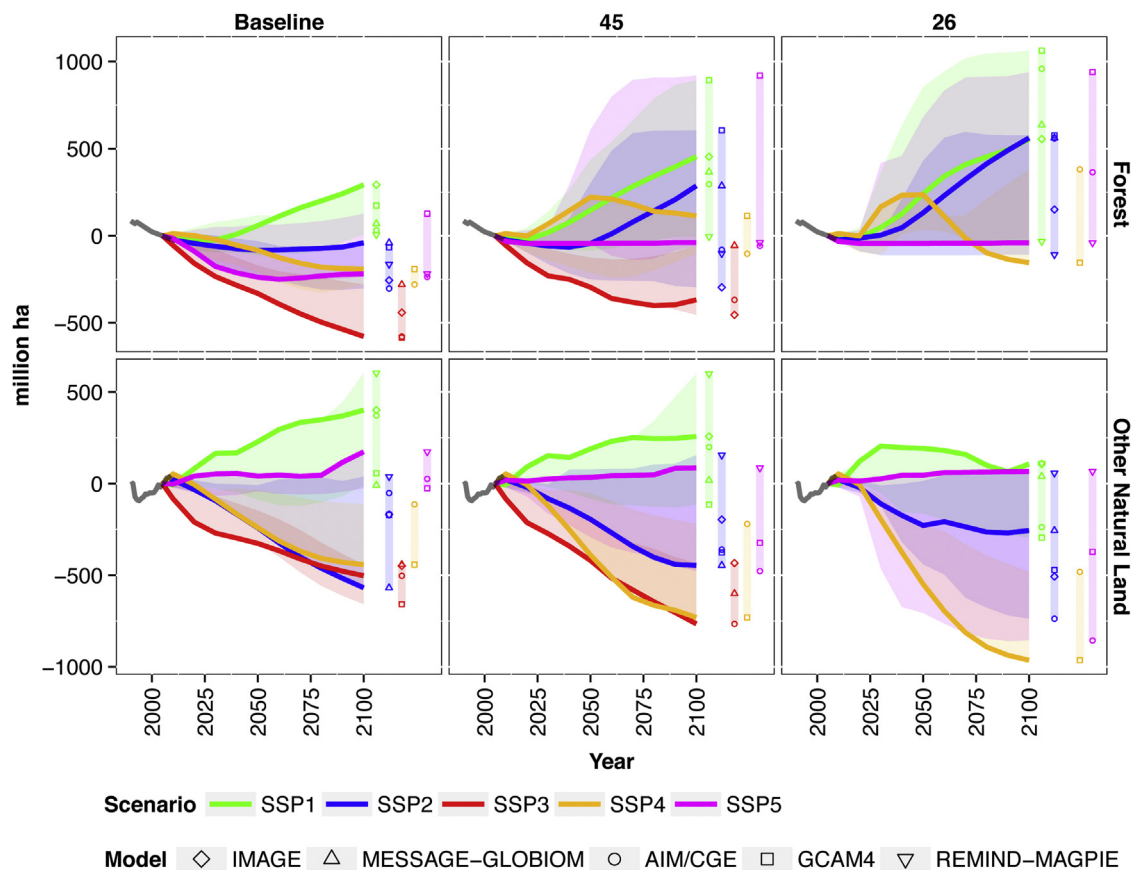 Baseline 45 26
1000
500
0
−500
Forest
million ha
500
0
−500
−1000
Other Natural Land
2000 2025 2050 2075 2100 2000 2025 2050 2075 2100 2000 2025 2050 2075 2100
Year
Scenario SSP1 SSP2 SSP3 SSP4 SSP5
Model IMAGE MESSAGE−GLOBIOM AIM/CGE GCAM4 REMIND−MAGPIE